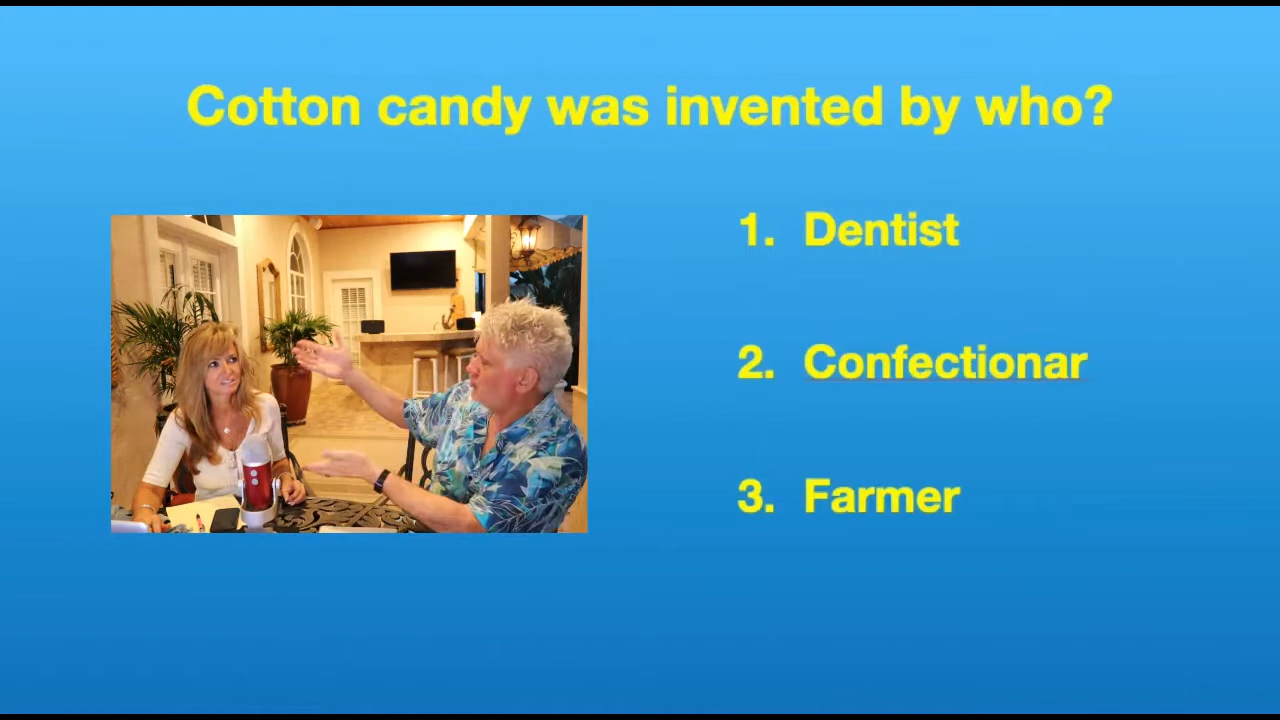 Cotton candy was invented by who?
1. Dentist
2. Confectionar
3. Farmer